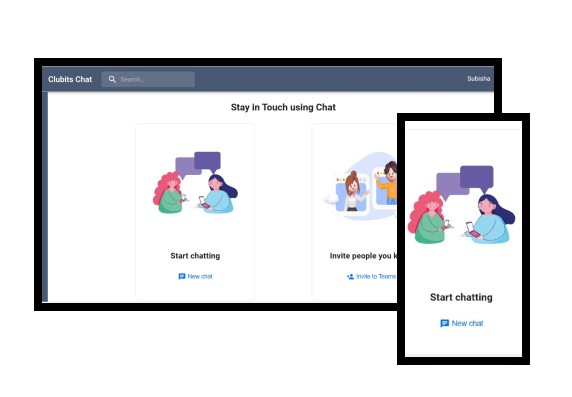 Clubits Chat
Search...
Subisha
Stay in Touch using Chat
Start chatting
New chat
Invite people you k
Invite to Teams
Start chatting
New chat